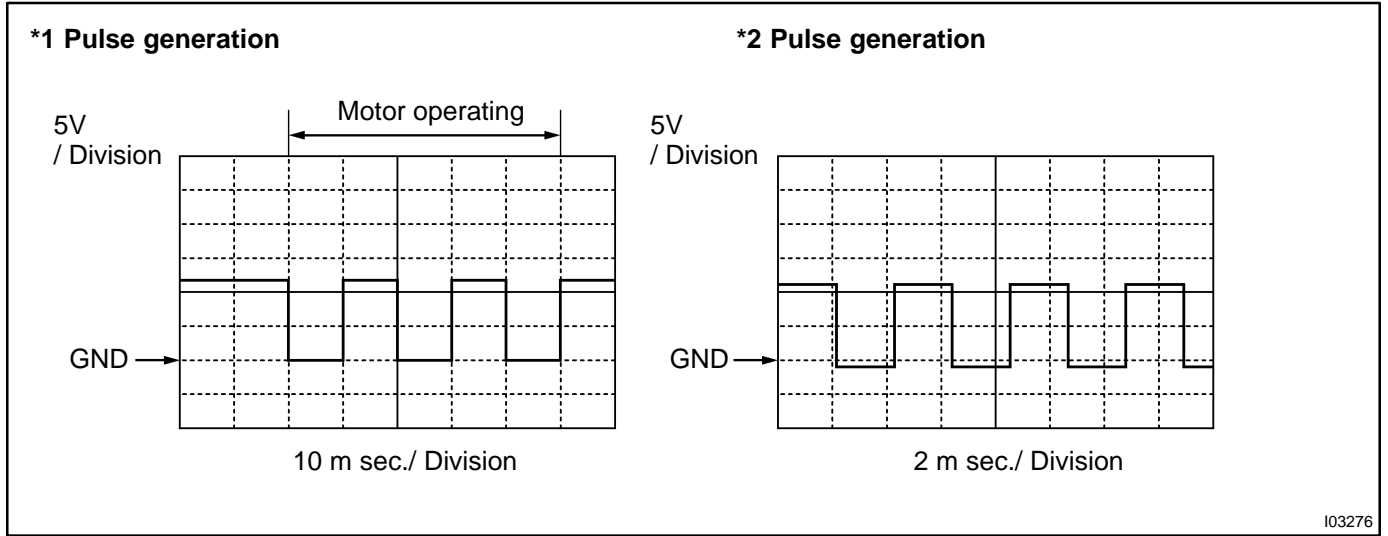 *1 Pulse generation
*2 Pulse generation
Motor operating
5V
/ Division
5V
/ Division
GND
GND
10 m sec./ Division
2 m sec./ Division
I03276